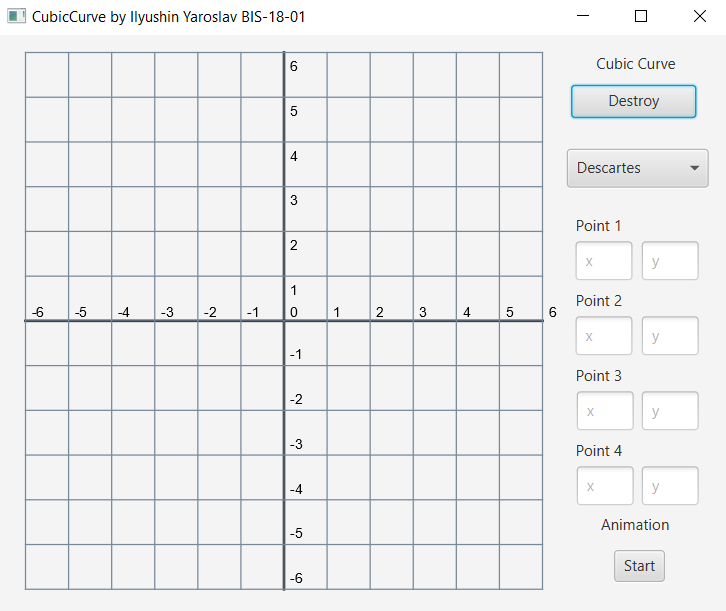 CubicCurve by Ilyushin Yaroslav BIS-18-01
Cubic Curve
Destroy
Descartes
Point 1
x y
Point 2
x y
Point 3
x y
Point 4
x y
Animation
Start
6
5
4
3
2
1
-6 -5 -4 -3 -2 -1 0 1 2 3 4 5 6
-1
-2
-3
-4
-5
-6